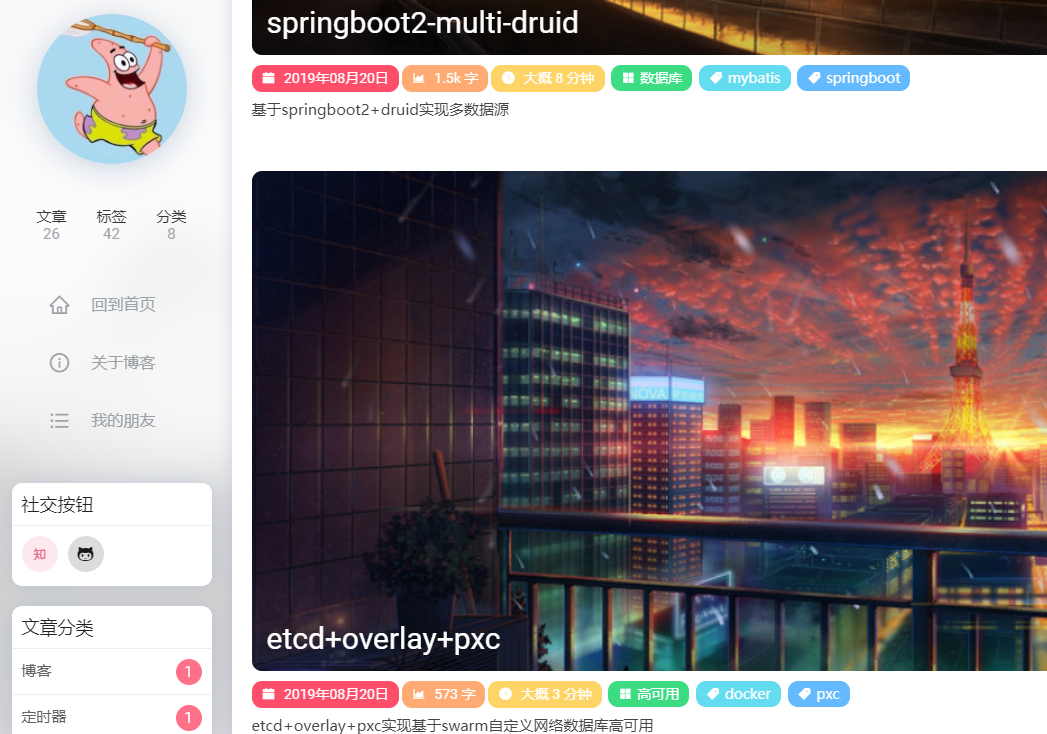 文章 标签 分类
26 42 8
回到首页
关于博客
我的朋友
社交按钮
知
文章分类
博客 1
定时器 1
springboot2-multi-druid
2019年08月20日 1.5k 字 大概 8 分钟 数据库 mybatis springboot
基于springboot2+druid实现多数据源
NOVA
etcd+overlay+pxc
2019年08月20日 573 字 大概 3 分钟 高可用 docker pxc
etcd+overlay+pxc实现基于swarm自定义网络数据库高可用